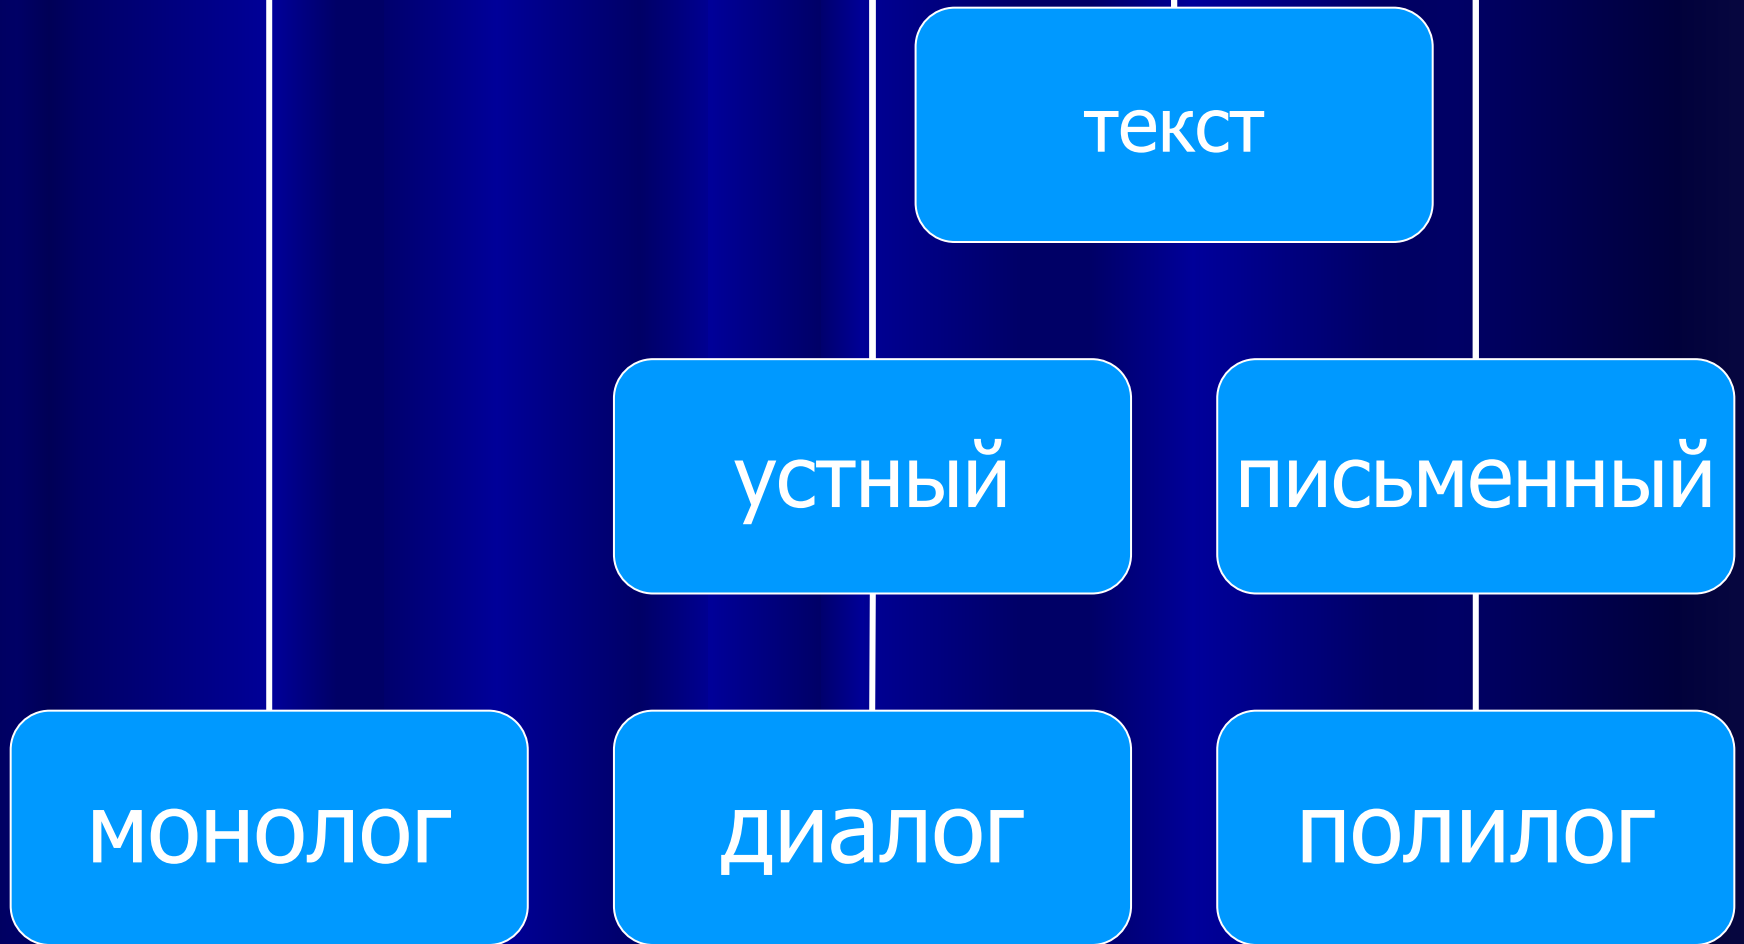 текст
устный
письменный
монолог
диалог
полилог